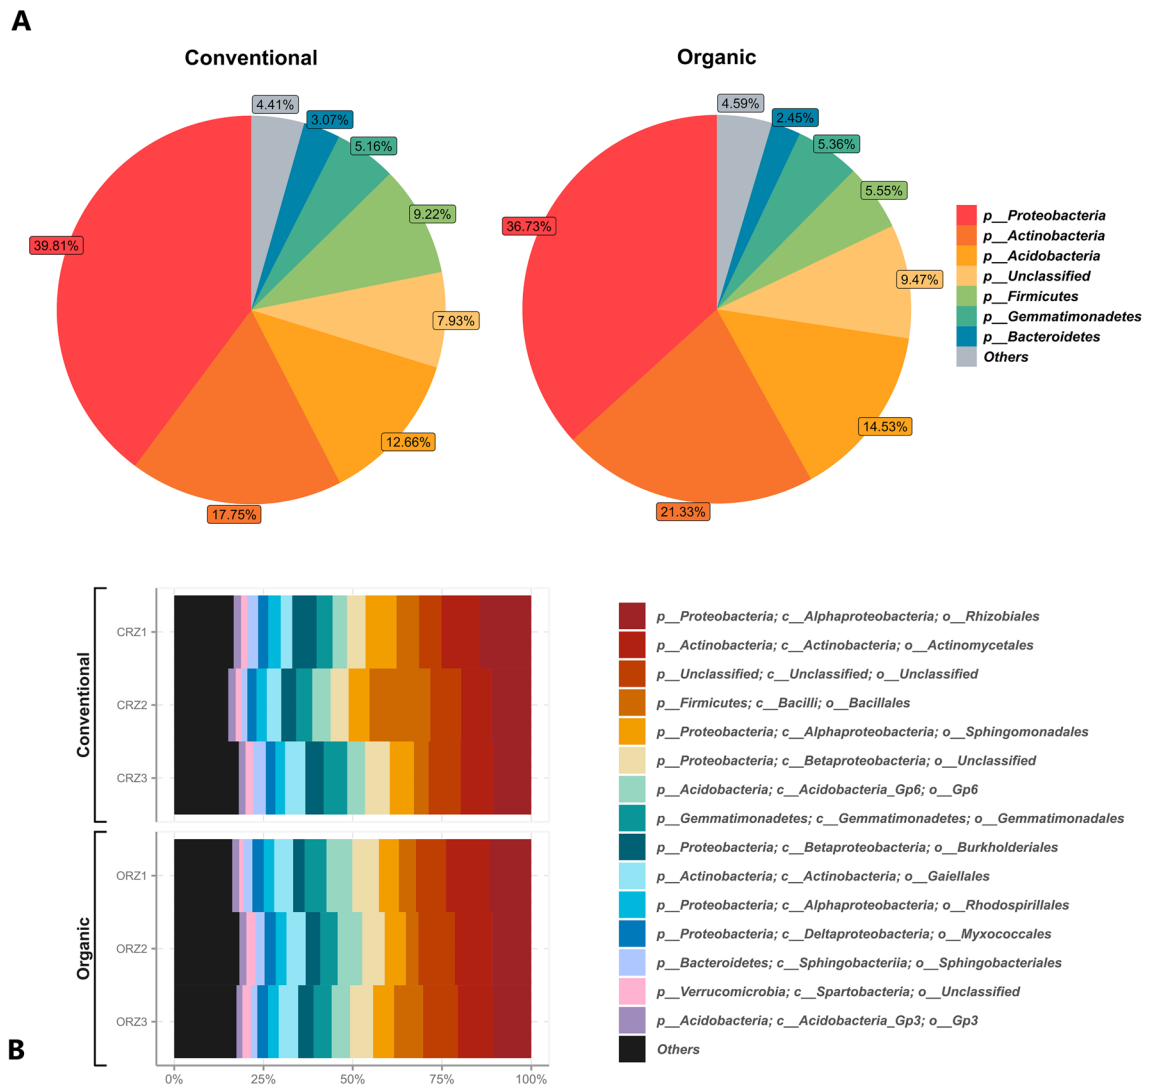 A
Conventional
Organic
4.41%
3.07%
5.16%
9.22%
7.93%
12.66%
17.75%
39.81%
4.59%
2.45%
5.36%
5.55%
9.47%
14.53%
21.33%
36.73%
p__Proteobacteria
p__Actinobacteria
p__Acidobacteria
p__Unclassified
p__Firmicutes
p__Gemmatimonadetes
p__Bacteroidetes
Others
B
Conventional
CRZ1
CRZ2
CRZ3
Organic
ORZ1
ORZ2
ORZ3
0%
25%
50%
75%
100%
p__Proteobacteria; c__Alphaproteobacteria; o__Rhizobiales
p__Actinobacteria; c__Actinobacteria; o__Actinomycetales
p__Unclassified; c__Unclassified; o__Unclassified
p__Firmicutes; c__Bacilli; o__Bacillales
p__Proteobacteria; c__Alphaproteobacteria; o__Sphingomonadales
p__Proteobacteria; c__Betaproteobacteria; o__Unclassified
p__Acidobacteria; c__Acidobacteria_Gp6; o__Gp6
p__Gemmatimonadetes; c__Gemmatimonadetes; o__Gemmatimonadales
p__Proteobacteria; c__Betaproteobacteria; o__Burkholderiales
p__Actinobacteria; c__Actinobacteria; o__Gaiellales
p__Proteobacteria; c__Alphaproteobacteria; o__Rhodospirillales
p__Proteobacteria; c__Deltaproteobacteria; o__Myxococcales
p__Bacteroidetes; c__Sphingobacteriia; o__Sphingobacteriales
p__Verrucomicrobia; c__Spartobacteria; o__Unclassified
p__Acidobacteria; c__Acidobacteria_Gp3; o__Gp3
Others